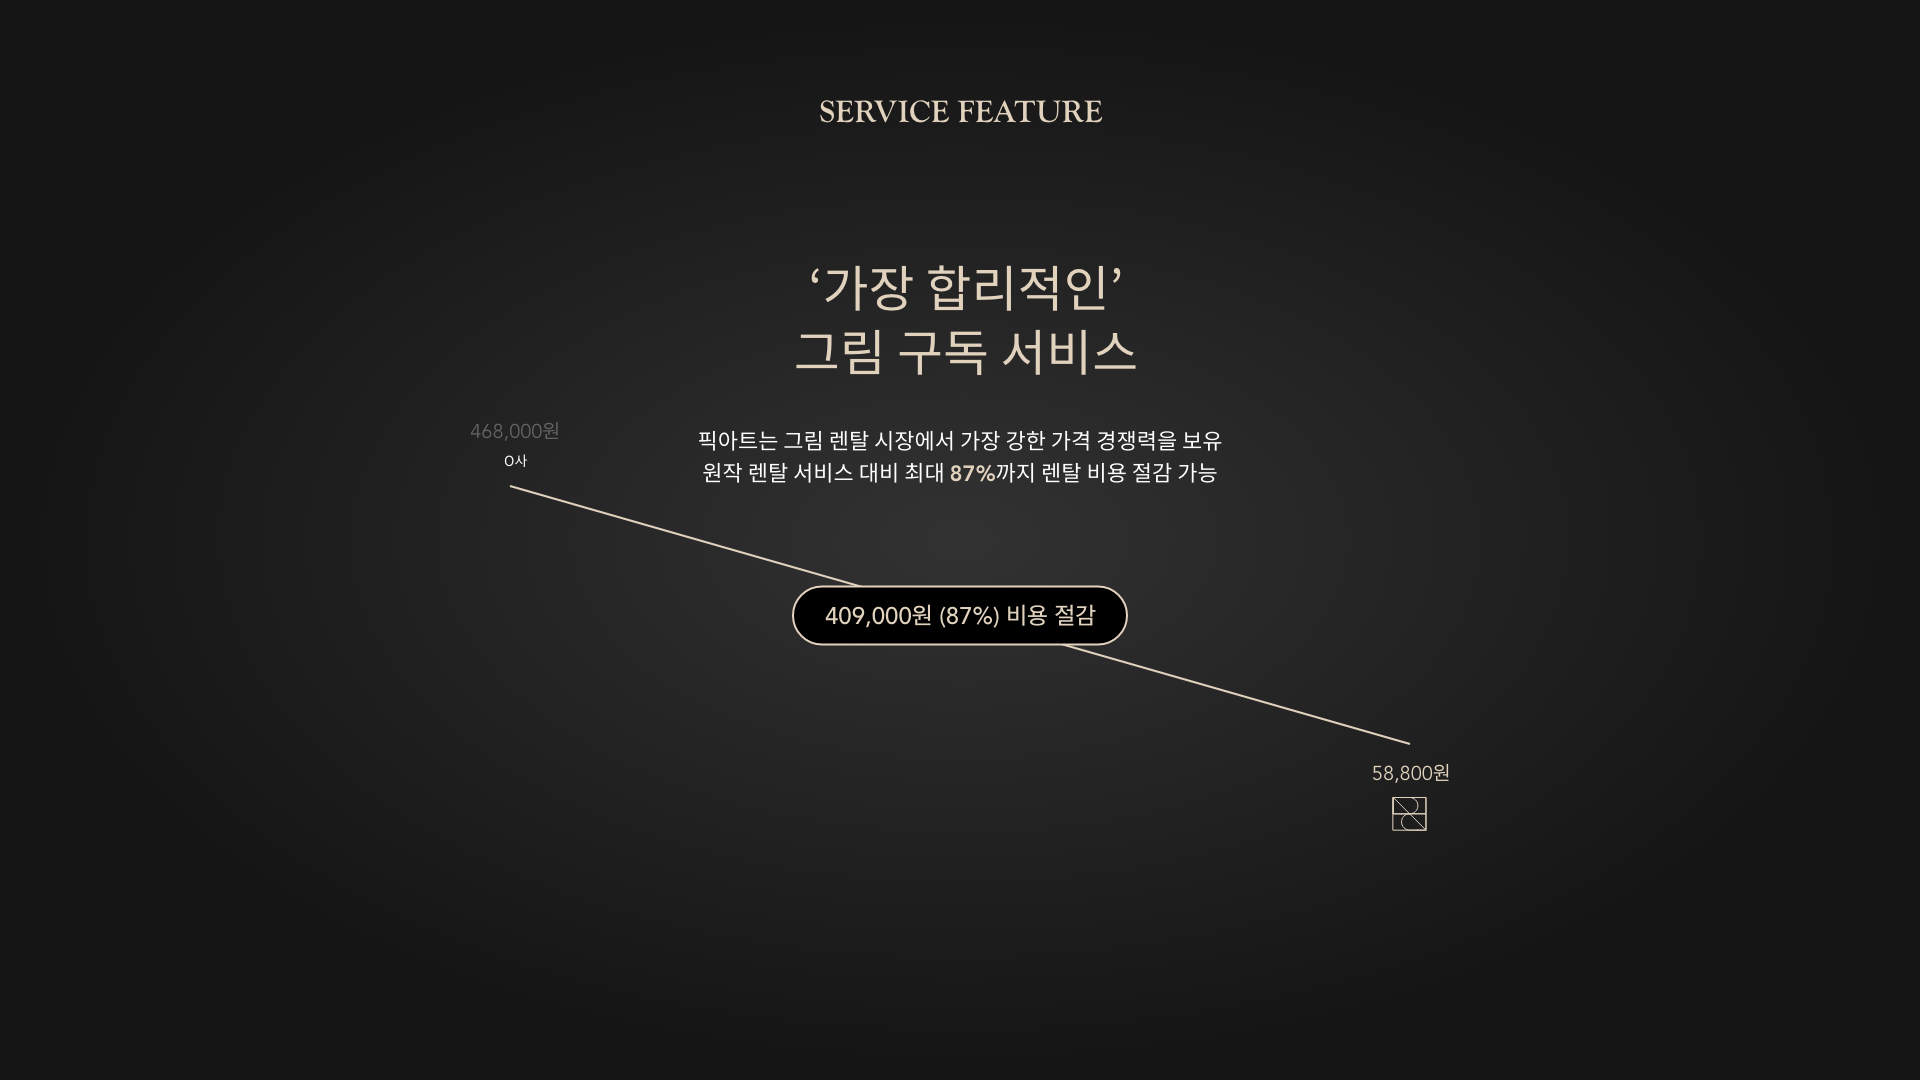 SERVICE FEATURE
‘가장 합리적인’
그림 구독 서비스
468,000원
O사
픽아트는 그림 렌탈 시장에서 가장 강한 가격 경쟁력을 보유
원작 렌탈 서비스 대비 최대 87%까지 렌탈 비용 절감 가능
409,000원 (87%) 비용 절감
58,800원